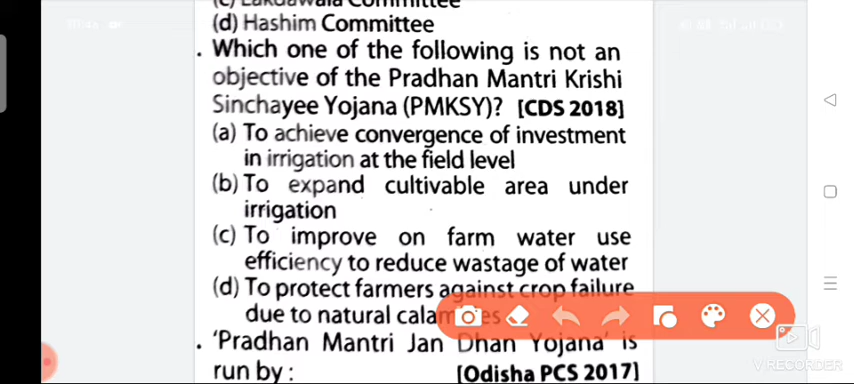 (c) Lakdawala Committee
(d) Hashim Committee
. Which one of the following is not an
objective of the Pradhan Mantri Krishi
Sinchayee Yojana (PMKSY)? [CDS 2018]
(a) To achieve convergence of investment
in irrigation at the field level
(b) To expand cultivable area under
irrigation
(c) To improve on farm water use
efficiency to reduce wastage of water
(d) To protect farmers against crop failure
due to natural calamities
. ‘Pradhan Mantri Jan Dhan Yojana’ is
run by : [Odisha PCS 2017]
VRECORDER